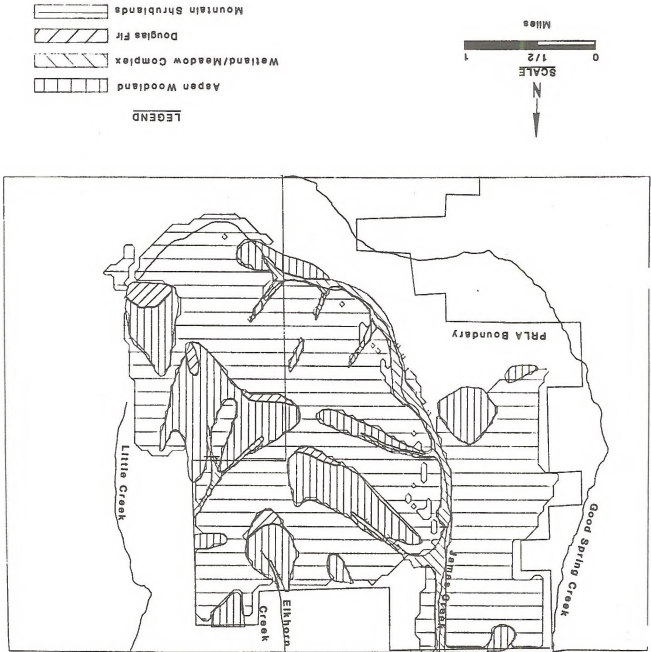 Good Spring Creek
James Creek
Elkhorn
Creek
Little Creek
PRLA Boundary
N
SCALE
0 1/2 1
Miles
LEGEND
Aspen Woodland
Wetland/Meadow Complex
Douglas Fir
Mountain Shrublands